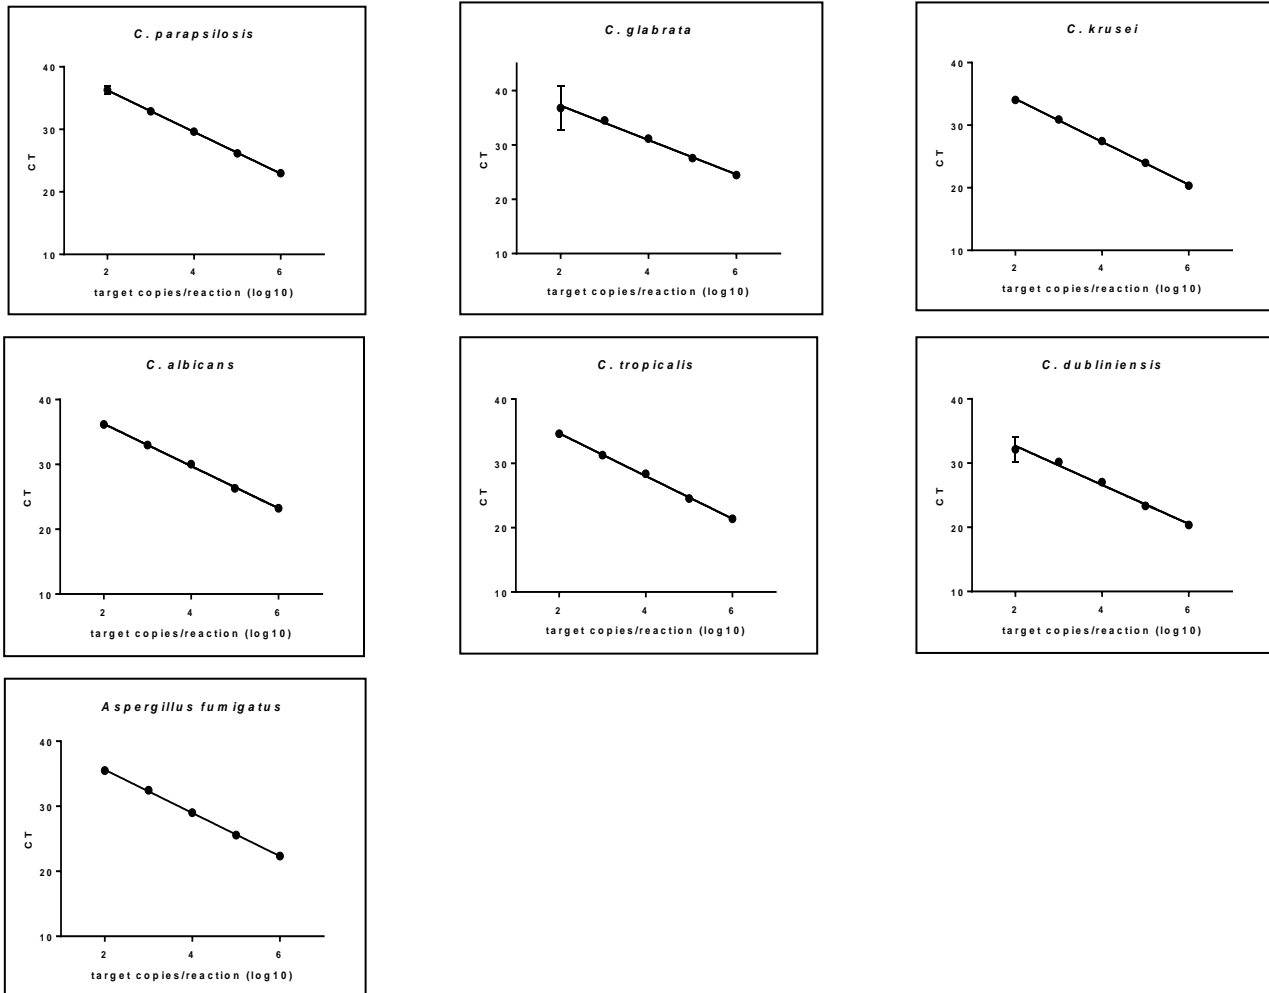 C. parapsilosis
40
30
20
10
CT
2 4 6
target copies/reaction (log10)
C. glabrata
40
30
20
10
CT
2 4 6
target copies/reaction (log10)
C. krusei
40
30
20
10
CT
2 4 6
target copies/reaction (log10)
C. albicans
40
30
20
10
CT
2 4 6
target copies/reaction (log10)
C. tropicalis
40
30
20
10
CT
2 4 6
target copies/reaction (log10)
C. dubliniensis
40
30
20
10
CT
2 4 6
target copies/reaction (log10)
Aspergillus fumigatus
40
30
20
10
CT
2 4 6
target copies/reaction (log10)